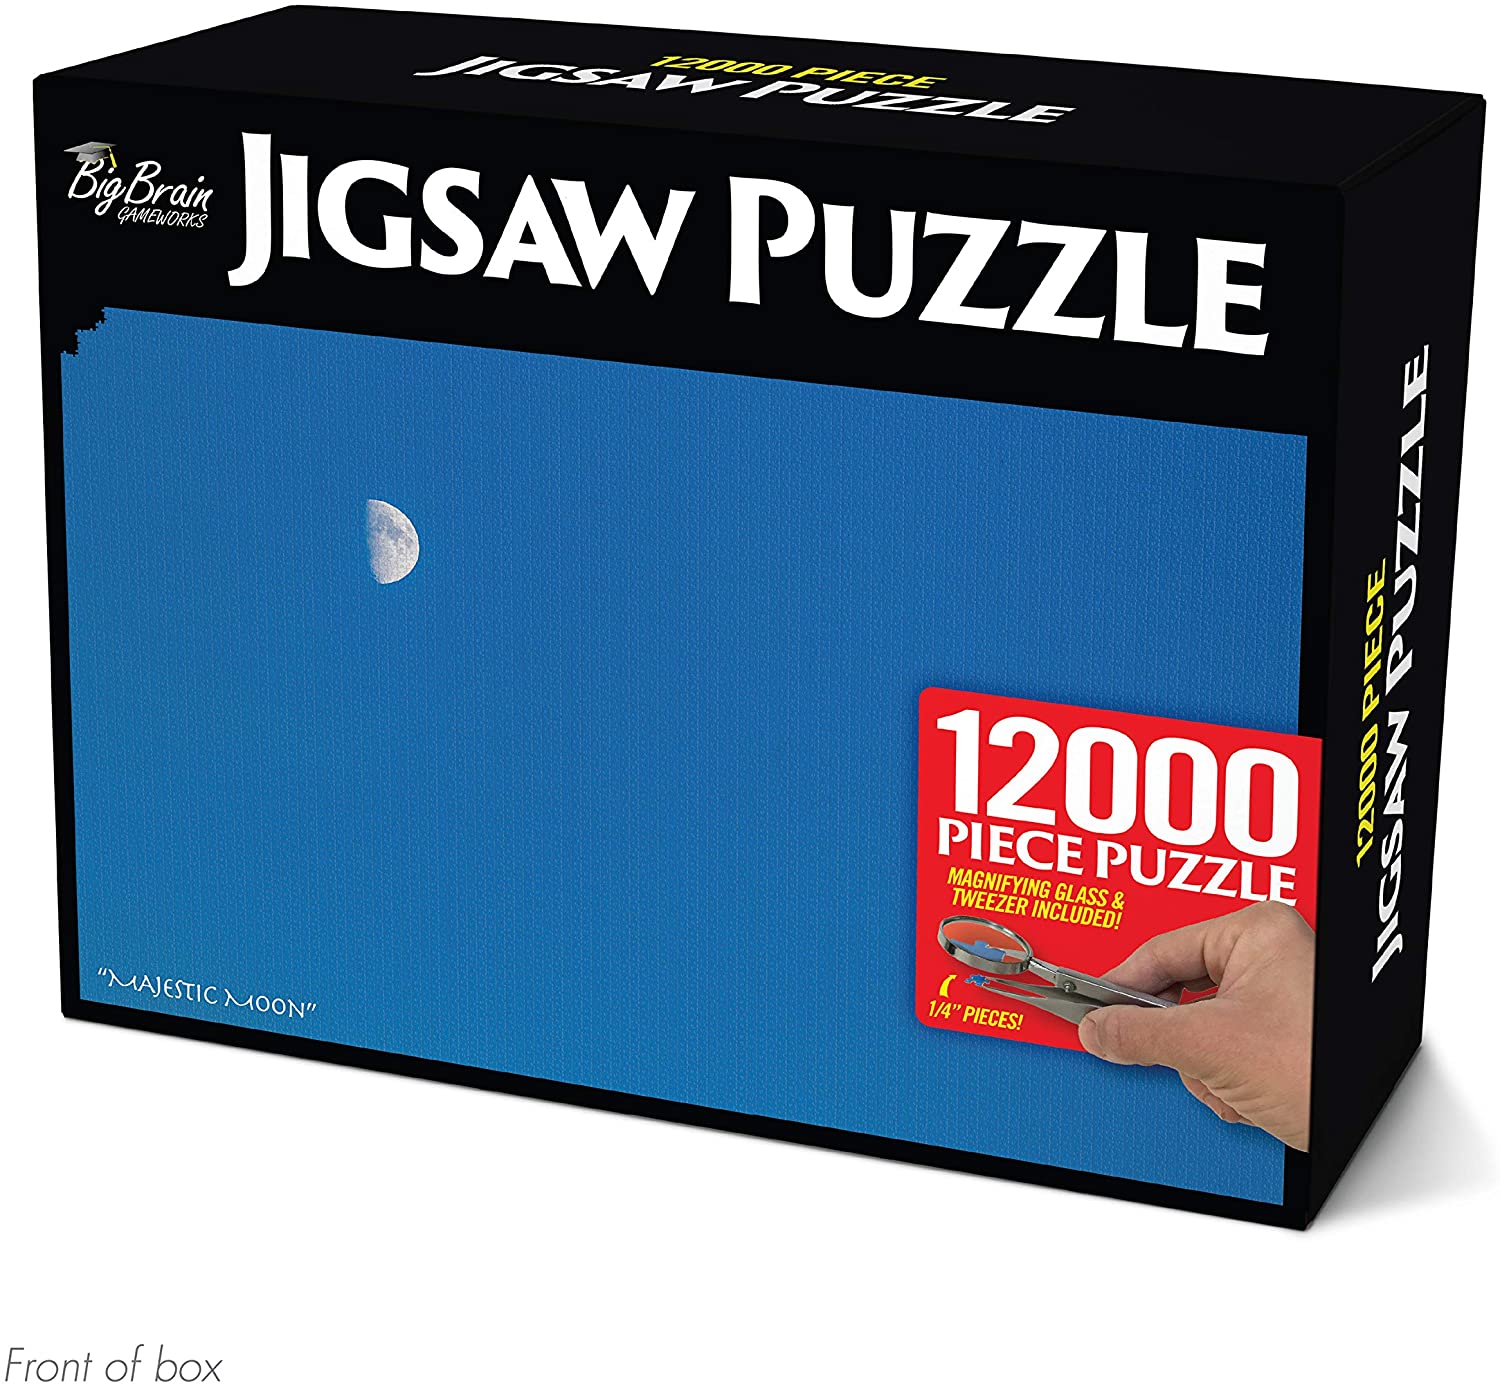 12000 PIECE
JIGSAW PUZZLE
Big Brain
GAMEWORKS
JIGSAW PUZZLE
12000
PIECE PUZZLE
MAGNIFYING GLASS &
TWEEZER INCLUDED!
1/4" PIECES!
"MAJESTIC MOON"
12000 PIECE
JIGSAW PUZZLE
Front of box